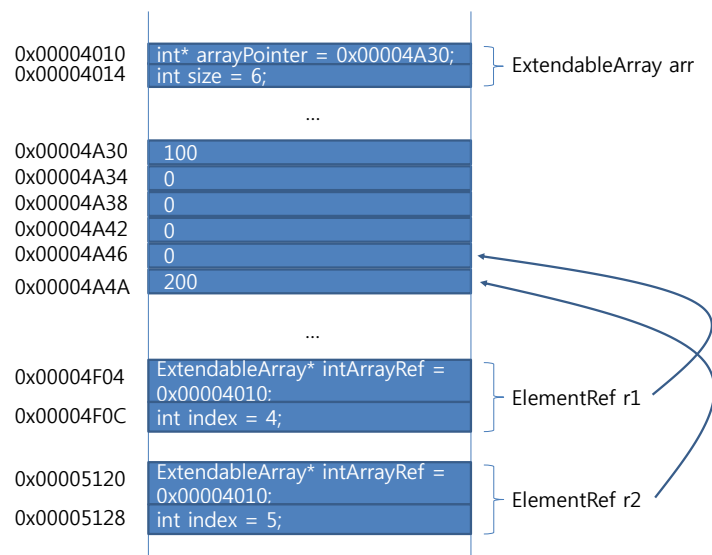 0x00004010 int* arrayPointer = 0x00004A30;
0x00004014 int size = 6;
ExtendableArray arr
...
0x00004A30 100
0x00004A34 0
0x00004A38 0
0x00004A42 0
0x00004A46 0
0x00004A4A 200
...
0x00004F04 ExtendableArray* intArrayRef =
0x00004010;
0x00004F0C int index = 4;
ElementRef r1
0x00005120 ExtendableArray* intArrayRef =
0x00004010;
0x00005128 int index = 5;
ElementRef r2